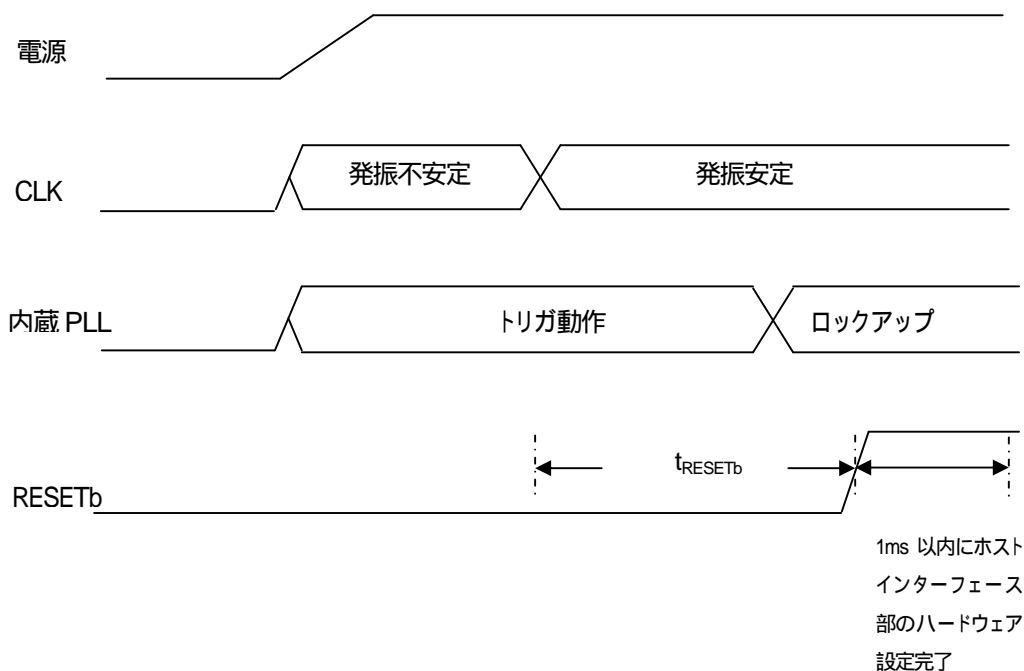 電源
CLK
発振不安定
発振安定
内蔵 PLL
トリガ動作
ロックアップ
tRESETb
RESETb
1ms 以内にホスト
インターフェース
部のハードウェア
設定完了